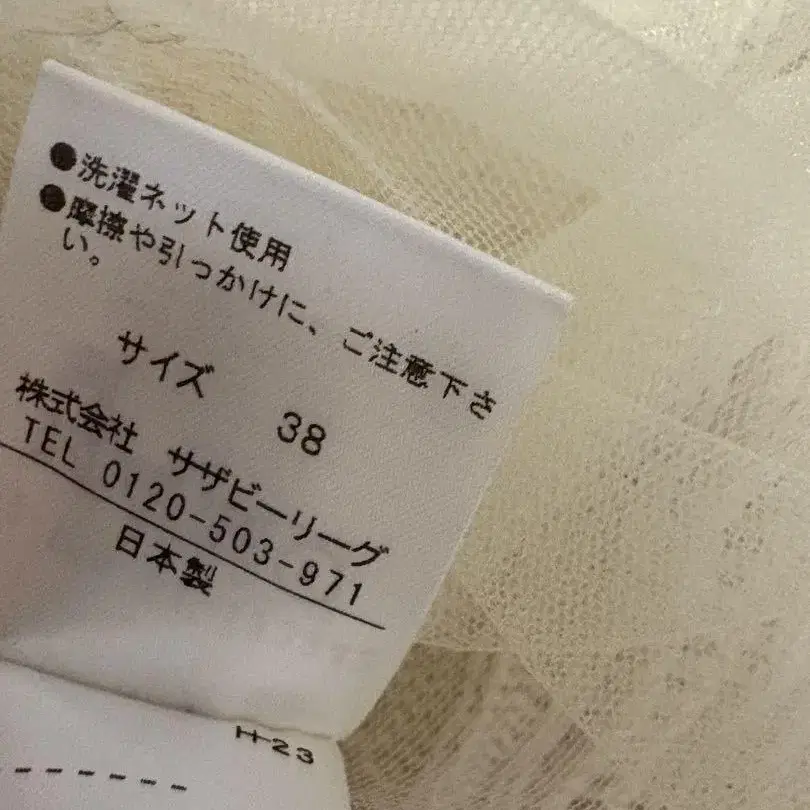 ●洗濯ネット使用
●摩擦や引っかけに、ご注意下さ
い。
サイズ 38
株式会社 サザビーリーグ
TEL 0120-503-971
日本製
H-23